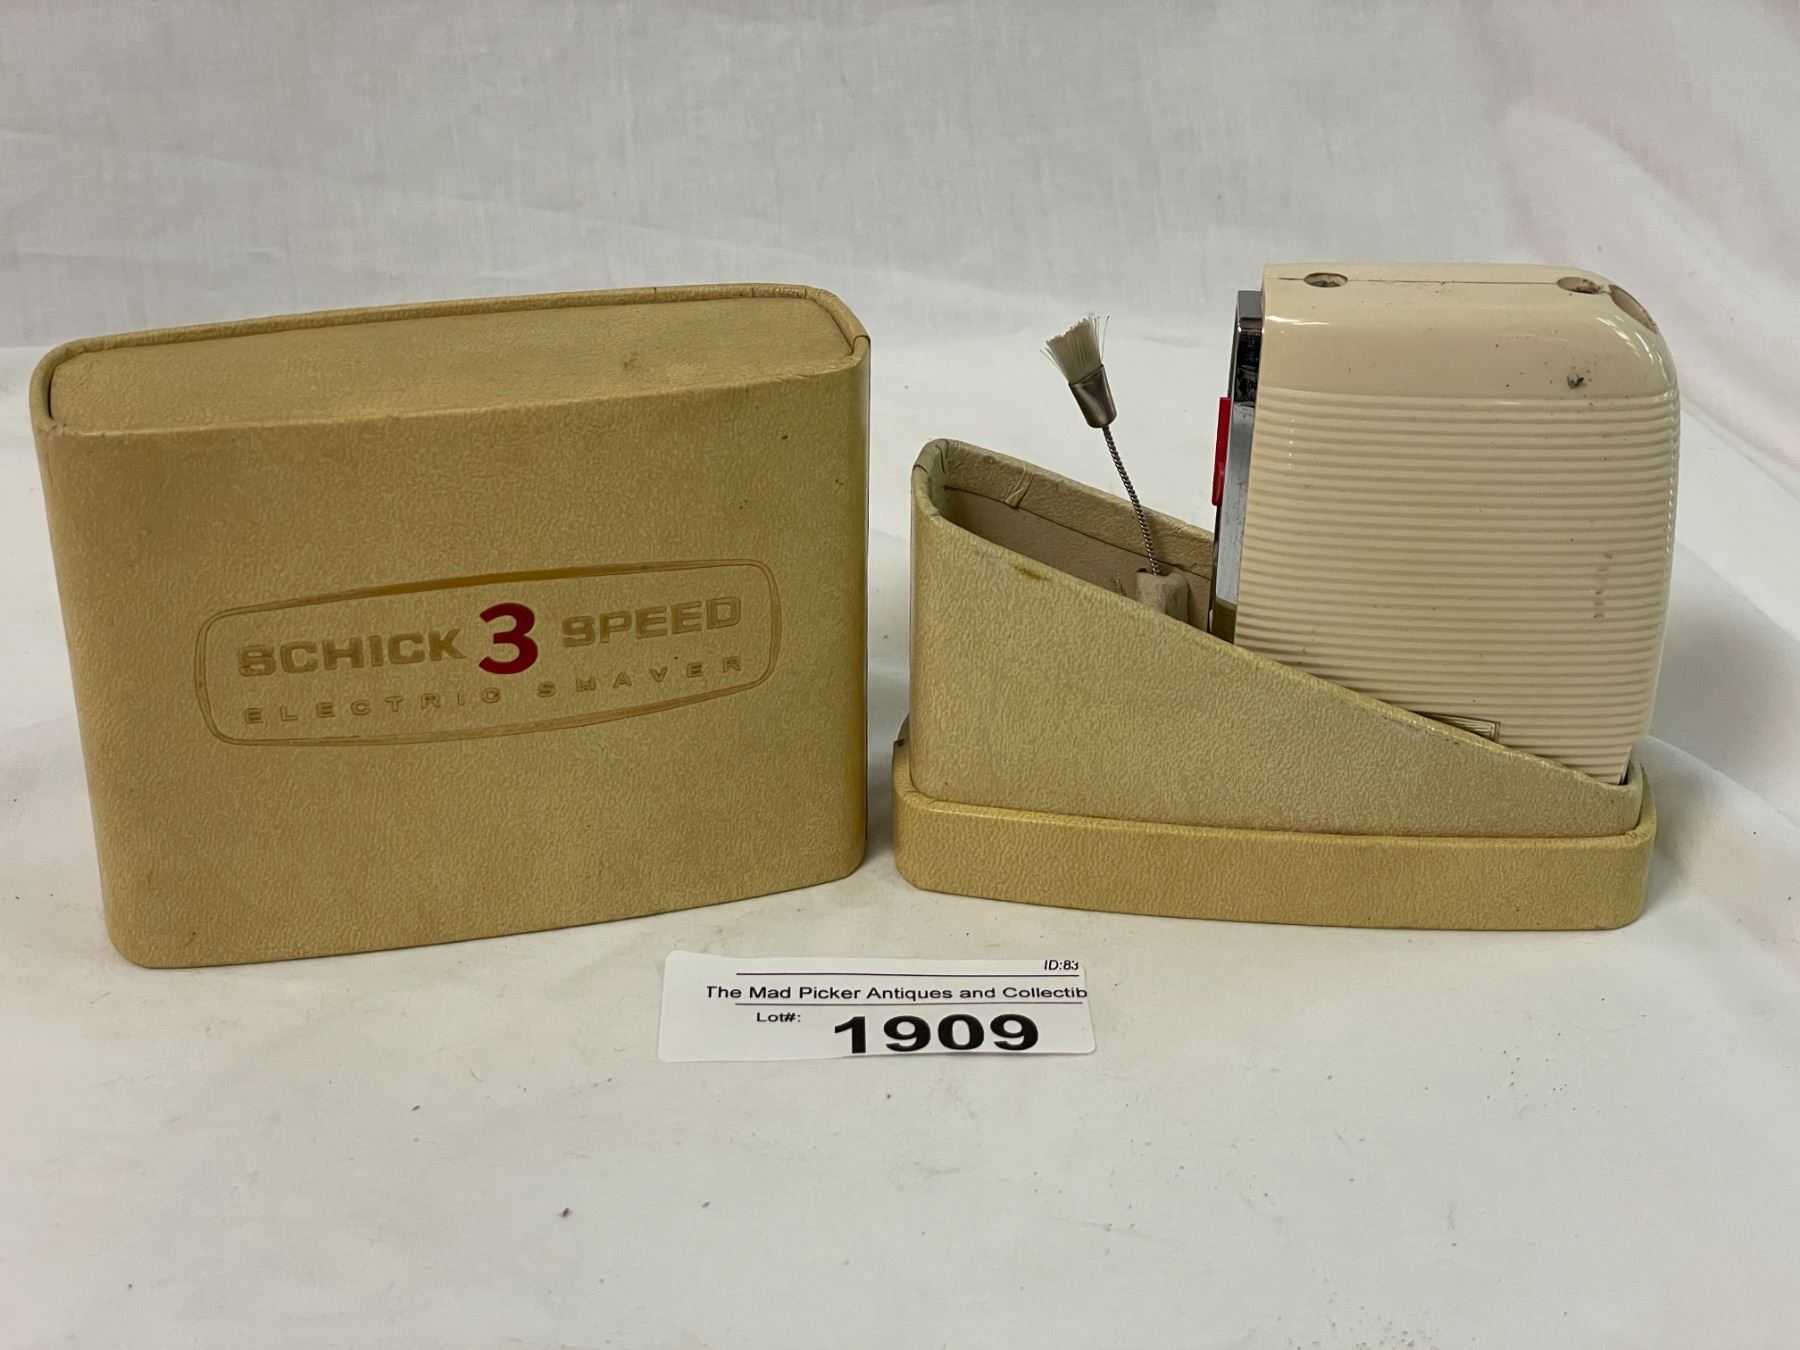 SCHICK 3 SPEED
ELECTRIC SHAVER
ID:83
The Mad Picker Antiques and Collectib
Lot#: 1909